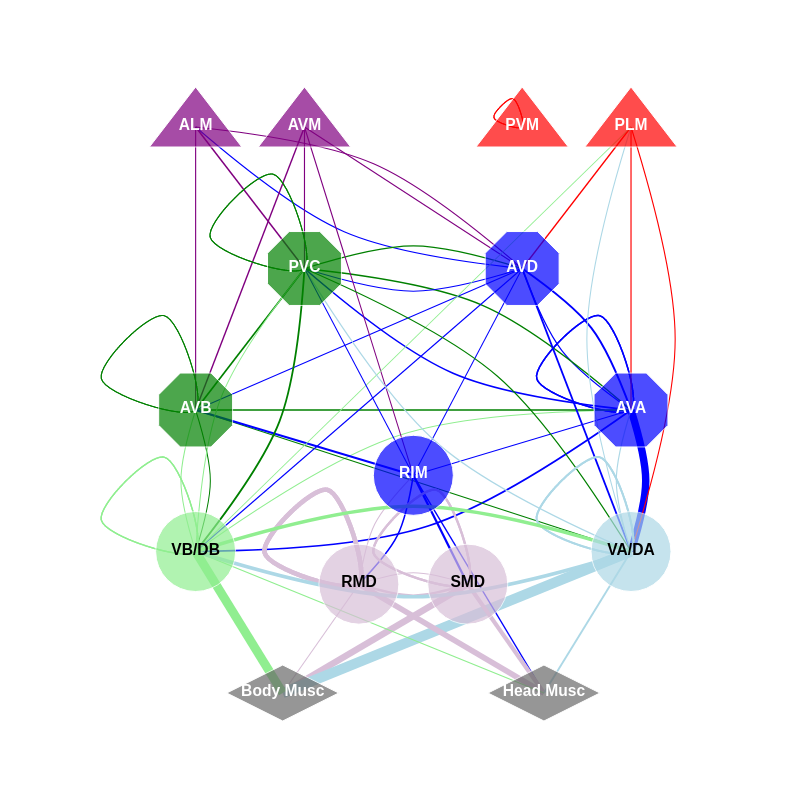 ALM
AVM
PVM
PLM
PVC
AVD
AVB
AVA
RIM
VB/DB
VA/DA
RMD
SMD
Body Musc
Head Musc